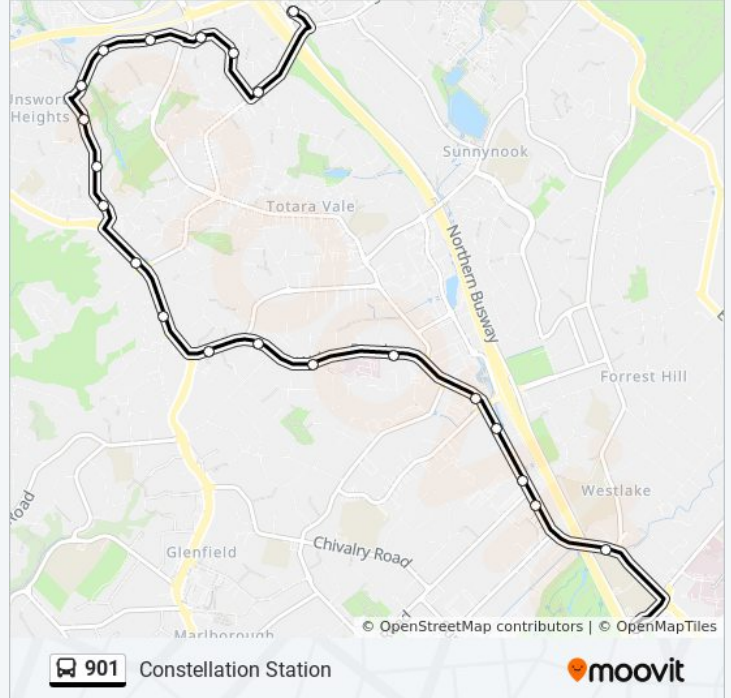 Unsworth
Heights
Sunnynook
Totara Vale
Northern Busway
Forrest Hill
Westlake
Road
Glenfield
Chivalry Road
Marlborough
© OpenStreetMap contributors | © OpenMapTiles
901 Constellation Station
moovit